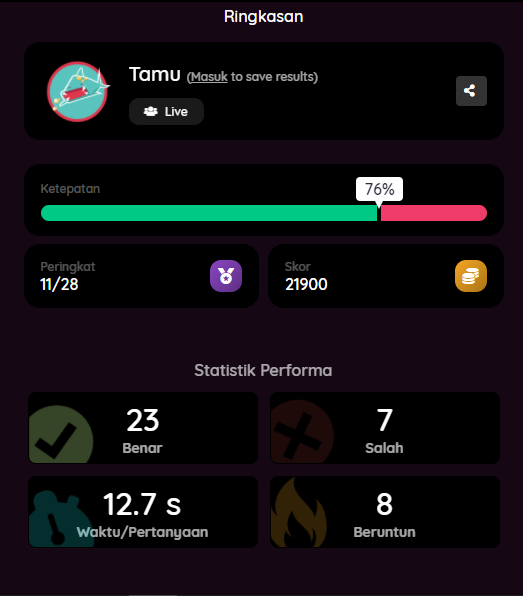 Ringkasan
Tamu (Masuk to save results)
Live
Ketepatan
76%
Peringkat
11/28
Skor
21900
Statistik Performa
23
Benar
7
Salah
12.7 s
Waktu/Pertanyaan
8
Beruntun